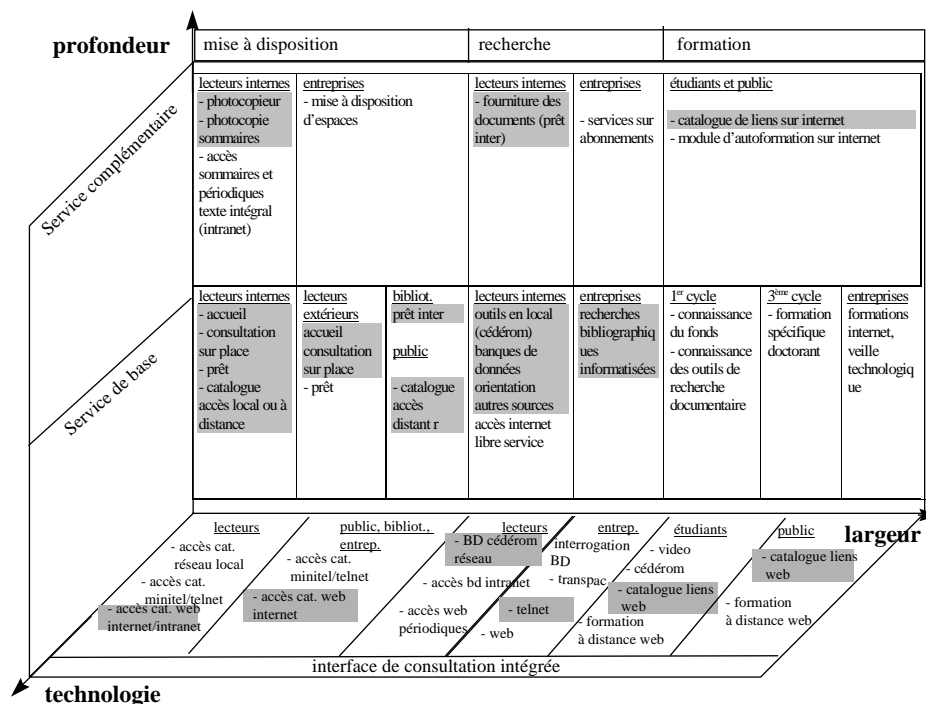 profondeur
mise à disposition
recherche
formation
Service complémentaire
lecteurs internes
- photocopieur
- photocopie
sommaires
- accès
sommaires et
périodiques
texte intégral
(intranet)
entreprises
- mise à disposition
d'espaces
lecteurs internes
- fourniture des
documents (prêt
inter)
entreprises
- services sur
abonnements
étudiants et public
- catalogue de liens sur internet
- module d'autoformation sur internet
Service de base
lecteurs internes
- accueil
- consultation
sur place
- prêt
- catalogue
accès local ou à
distance
lecteurs
extérieurs
accueil
consultation
sur place
- prêt
bibliot.
prêt inter
public
- catalogue
accès
distant r
lecteurs internes
outils en local
(cédérom)
banques de
données
orientation
autres sources
accès internet
libre service
entreprises
recherches
bibliographiq
ues
informatisées
1er cycle
- connaissance
du fonds
- connaissance
des outils de
recherche
documentaire
3ème cycle
- formation
spécifique
doctorant
entreprises
formations
internet,
veille
technologiq
ue
largeur
lecteurs
- accès cat.
réseau local
- accès cat.
minitel/telnet
- accès cat. web
internet/intranet
public, bibliot.,
entrep.
- accès cat.
minitel/telnet
- accès cat. web
internet
lecteurs
- BD cédérom
réseau
- accès bd intranet
- accès web
périodiques
entrep.
interrogation
BD
- transpac
- telnet
- web
étudiants
- video
- cédérom
- catalogue liens
web
- formation
à distance web
public
- catalogue liens
web
- formation
à distance web
interface de consultation intégrée
technologie